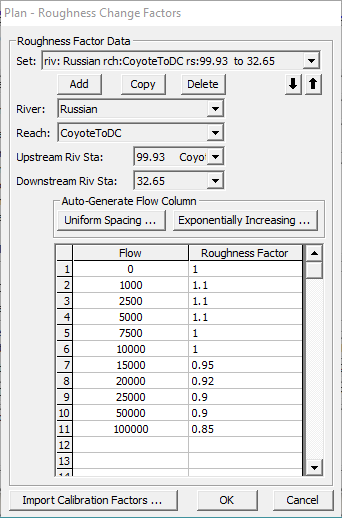 Plan - Roughness Change Factors
Roughness Factor Data
Set: riv: Russian rch:CoyoteToDC rs:99.93 to 32.65
Add Copy Delete
River: Russian
Reach: CoyoteToDC
Upstream Riv Sta: 99.93 Coyo
Downstream Riv Sta: 32.65
Auto-Generate Flow Column
Uniform Spacing ... Exponentially Increasing ...
Flow Roughness Factor
1 0 1
2 1000 1.1
3 2500 1.1
4 5000 1.1
5 7500 1
6 10000 1
7 15000 0.95
8 20000 0.92
9 25000 0.9
10 50000 0.9
11 100000 0.85
12
13
Import Calibration Factors ... OK Cancel